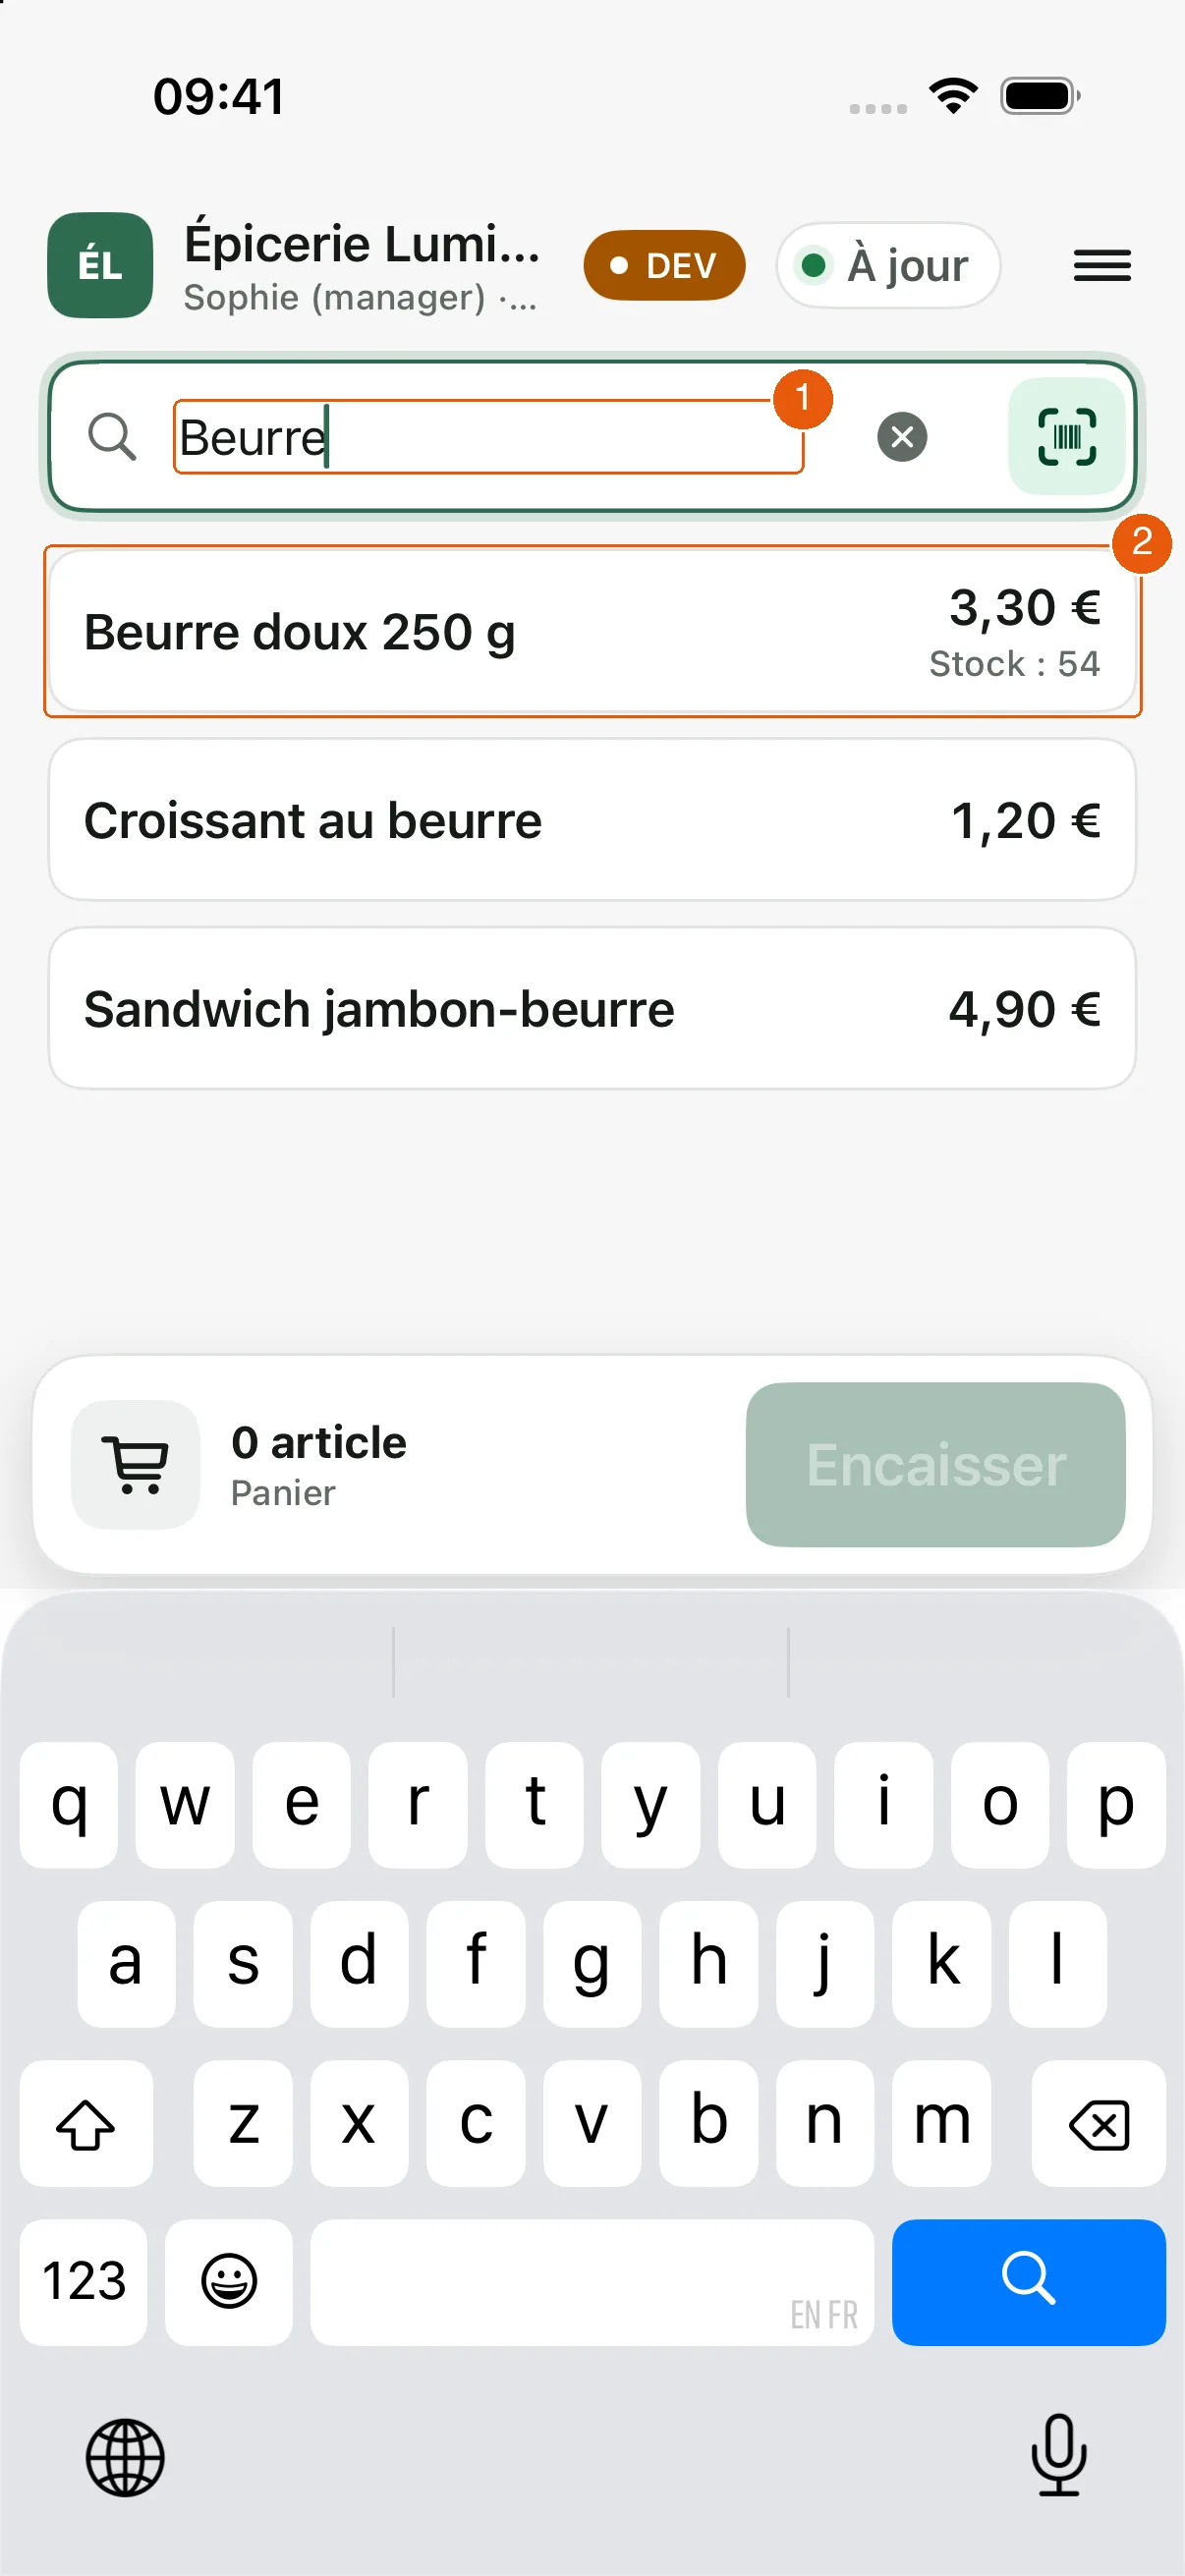 09:41
ÉL
Épicerie Lumi...
Sophie (manager) ·...
DEV
À jour
Beurre
1
2
Beurre doux 250 g
3,30 €
Stock : 54
Croissant au beurre
1,20 €
Sandwich jambon-beurre
4,90 €
0 article
Panier
Encaisser
q w e r t y u i o p
a s d f g h j k l
z x c v b n m
123
EN FR